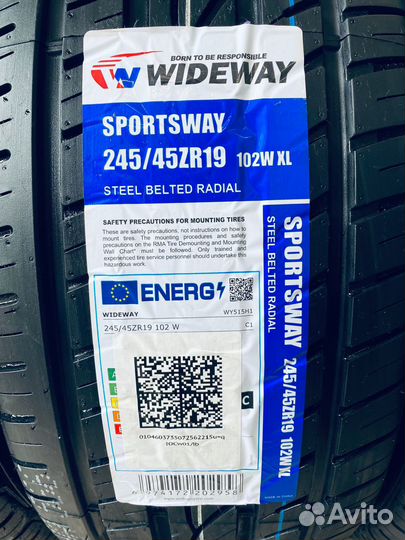 BORN TO BE RESPONSIBLE
WIDEWAY
SPORTSWAY
245/45ZR19 102W XL
STEEL BELTED RADIAL
SAFETY PRECAUTIONS FOR MOUNTING TIRES
These are safety precautions, not instructions on how to
mount tires. The mounting procedures and safety
precautions on the RMA Tire Demounting and Mounting
Wall Chart" must be followed. Only trained and
experienced tire service personnel should undertake this
hazardous work.
ENERG
WIDEWAY WY515H1
245/45ZR19 102 W C1
A
C
SPORTSWAY 245/45ZR19 102W XL
STEEL BELTED RADIAL
MADE IN CHINA
Avito